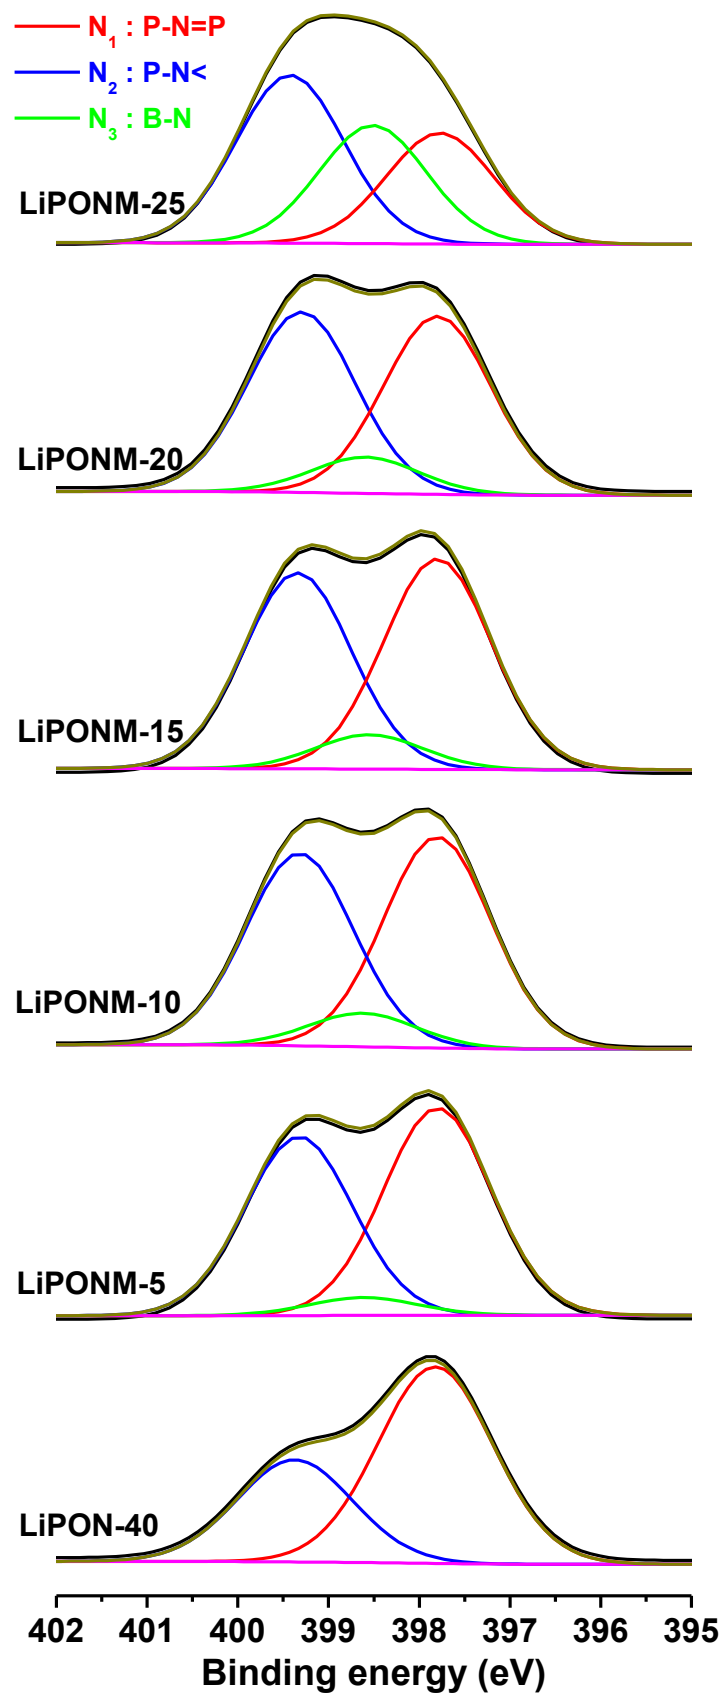 N1 : P-N=P
N2 : P-N<
N3 : B-N
LiPONM-25
LiPONM-20
LiPONM-15
LiPONM-10
LiPONM-5
LiPON-40
402 401 400 399 398 397 396 395
Binding energy (eV)